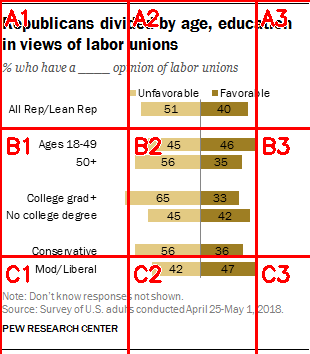 A1 A2 A3
Republicans divided by age, education
in views of labor unions
% who have a _____ opinion of labor unions
Unfavorable Favorable
All Rep/Lean Rep 51 40
B1 B2 B3
Ages 18-49 45 46
50+ 56 35
College grad+ 65 33
No college degree 45 42
Conservative 56 36
C1 C2 C3
Mod/Liberal 42 47
Note: Don't know responses not shown.
Source: Survey of U.S. adults conducted April 25-May 1, 2018.
PEW RESEARCH CENTER